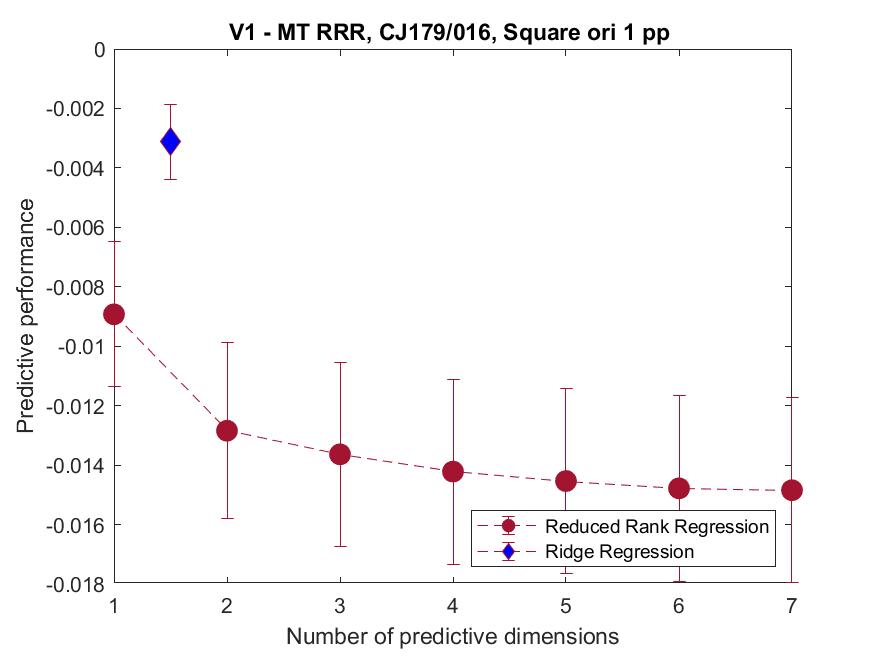 V1 - MT RRR, CJ179/016, Square ori 1 pp
0
-0.002
-0.004
-0.006
-0.008
-0.01
-0.012
-0.014
-0.016
-0.018
Predictive performance
Reduced Rank Regression
Ridge Regression
1 2 3 4 5 6 7
Number of predictive dimensions